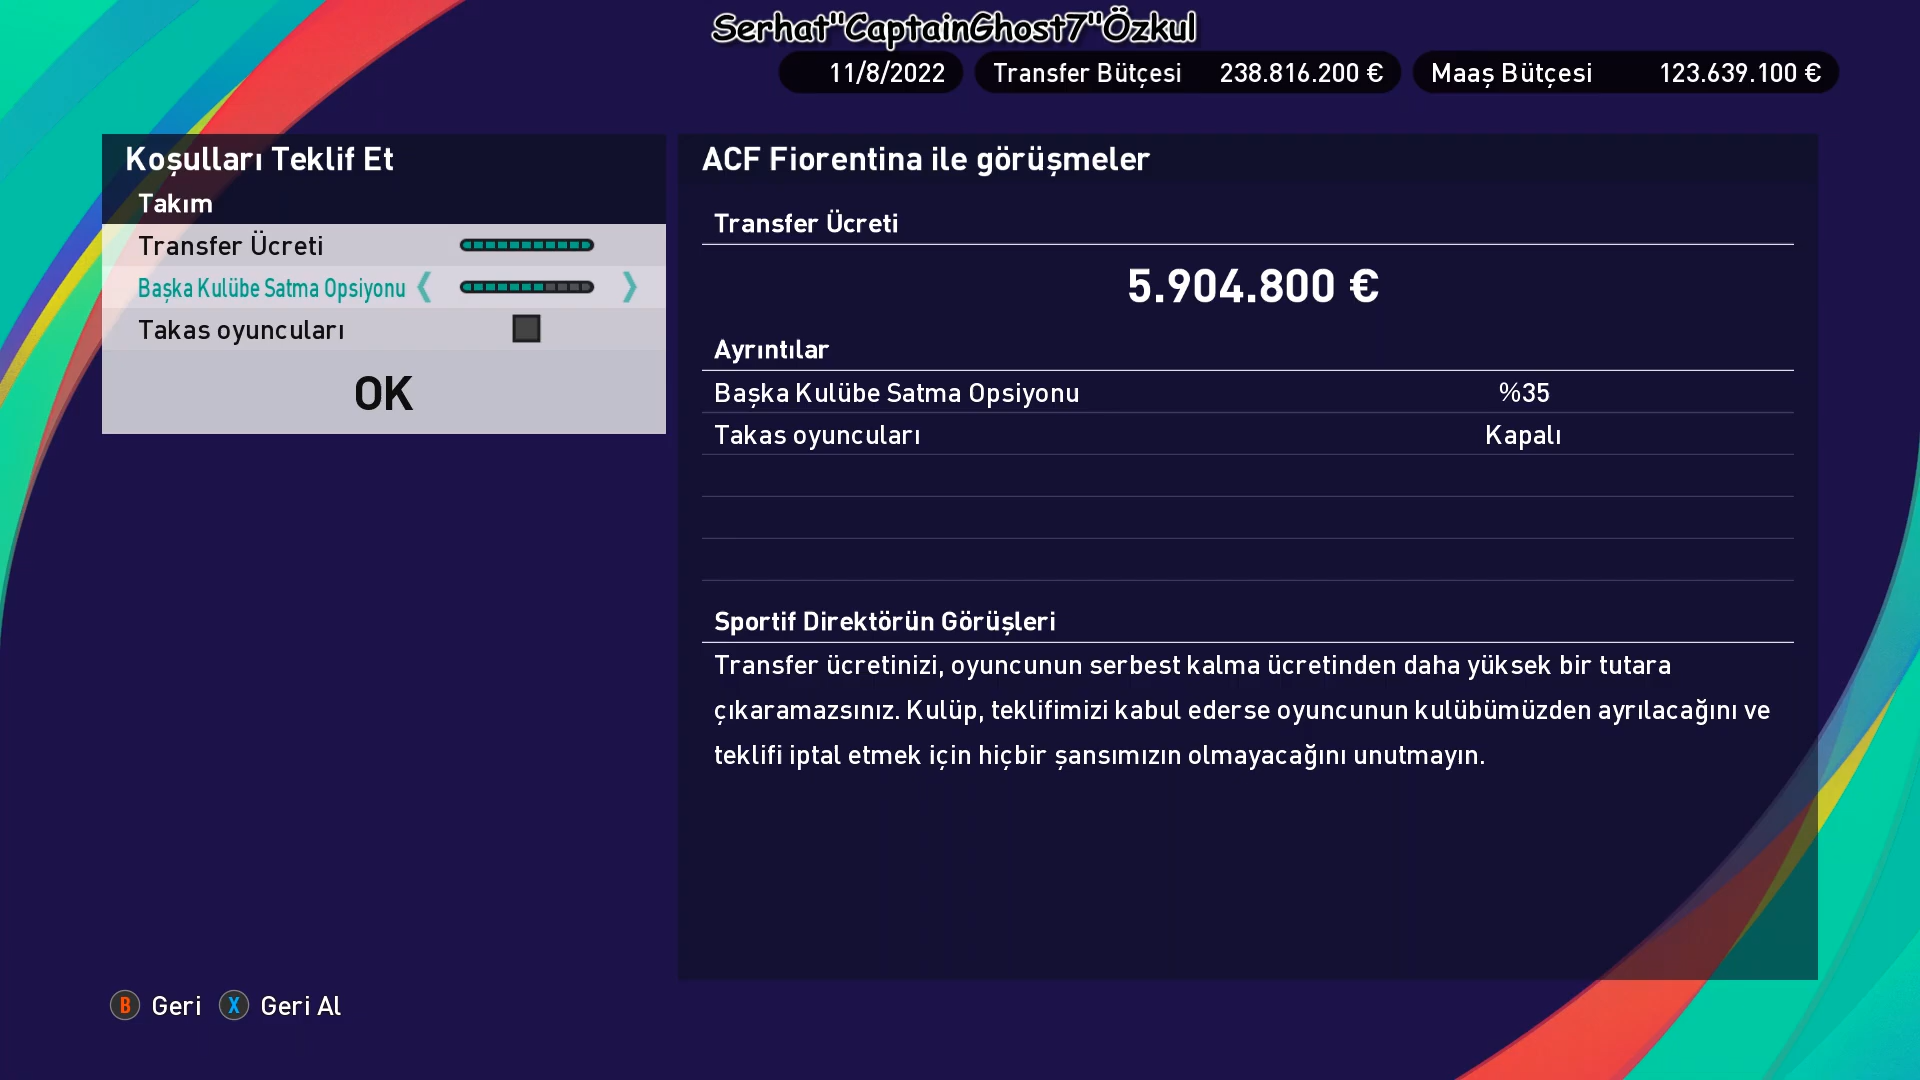 Serhat"CaptainGhost7"Özkul
11/8/2022 Transfer Bütçesi 238.816.200 € Maaş Bütçesi 123.639.100 €
Koşulları Teklif Et
Takım
Transfer Ücreti
Başka Kulübe Satma Opsiyonu
Takas oyuncuları
OK
ACF Fiorentina ile görüşmeler
Transfer Ücreti
5.904.800 €
Ayrıntılar
Başka Kulübe Satma Opsiyonu %35
Takas oyuncuları Kapalı
Sportif Direktörün Görüşleri
Transfer ücretinizi, oyuncunun serbest kalma ücretinden daha yüksek bir tutara
çıkaramazsınız. Kulüp, teklifimizi kabul ederse oyuncunun kulübümüzden ayrılacağını ve
teklifi iptal etmek için hiçbir şansımızın olmayacağını unutmayın.
B Geri X Geri Al